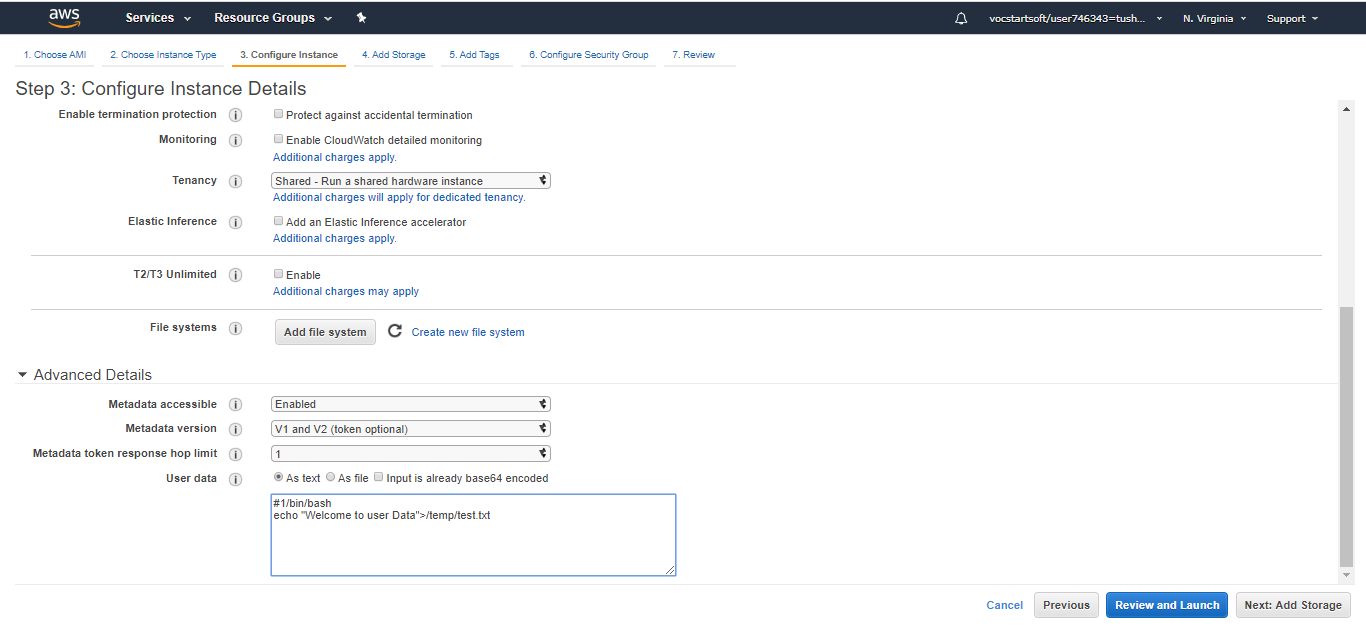 aws Services Resource Groups vocstartsoft/user746343=tush... N. Virginia Support
1. Choose AMI 2. Choose Instance Type 3. Configure Instance 4. Add Storage 5. Add Tags 6. Configure Security Group 7. Review
Step 3: Configure Instance Details
Enable termination protection i Protect against accidental termination
Monitoring i Enable CloudWatch detailed monitoring
Additional charges apply.
Tenancy i Shared - Run a shared hardware instance
Additional charges will apply for dedicated tenancy.
Elastic Inference i Add an Elastic Inference accelerator
Additional charges apply.
T2/T3 Unlimited i Enable
Additional charges may apply
File systems i Add file system Create new file system
Advanced Details
Metadata accessible i Enabled
Metadata version i V1 and V2 (token optional)
Metadata token response hop limit i 1
User data i As text As file Input is already base64 encoded
#1/bin/bash
echo "Welcome to user Data">/temp/test.txt
Cancel Previous Review and Launch Next: Add Storage